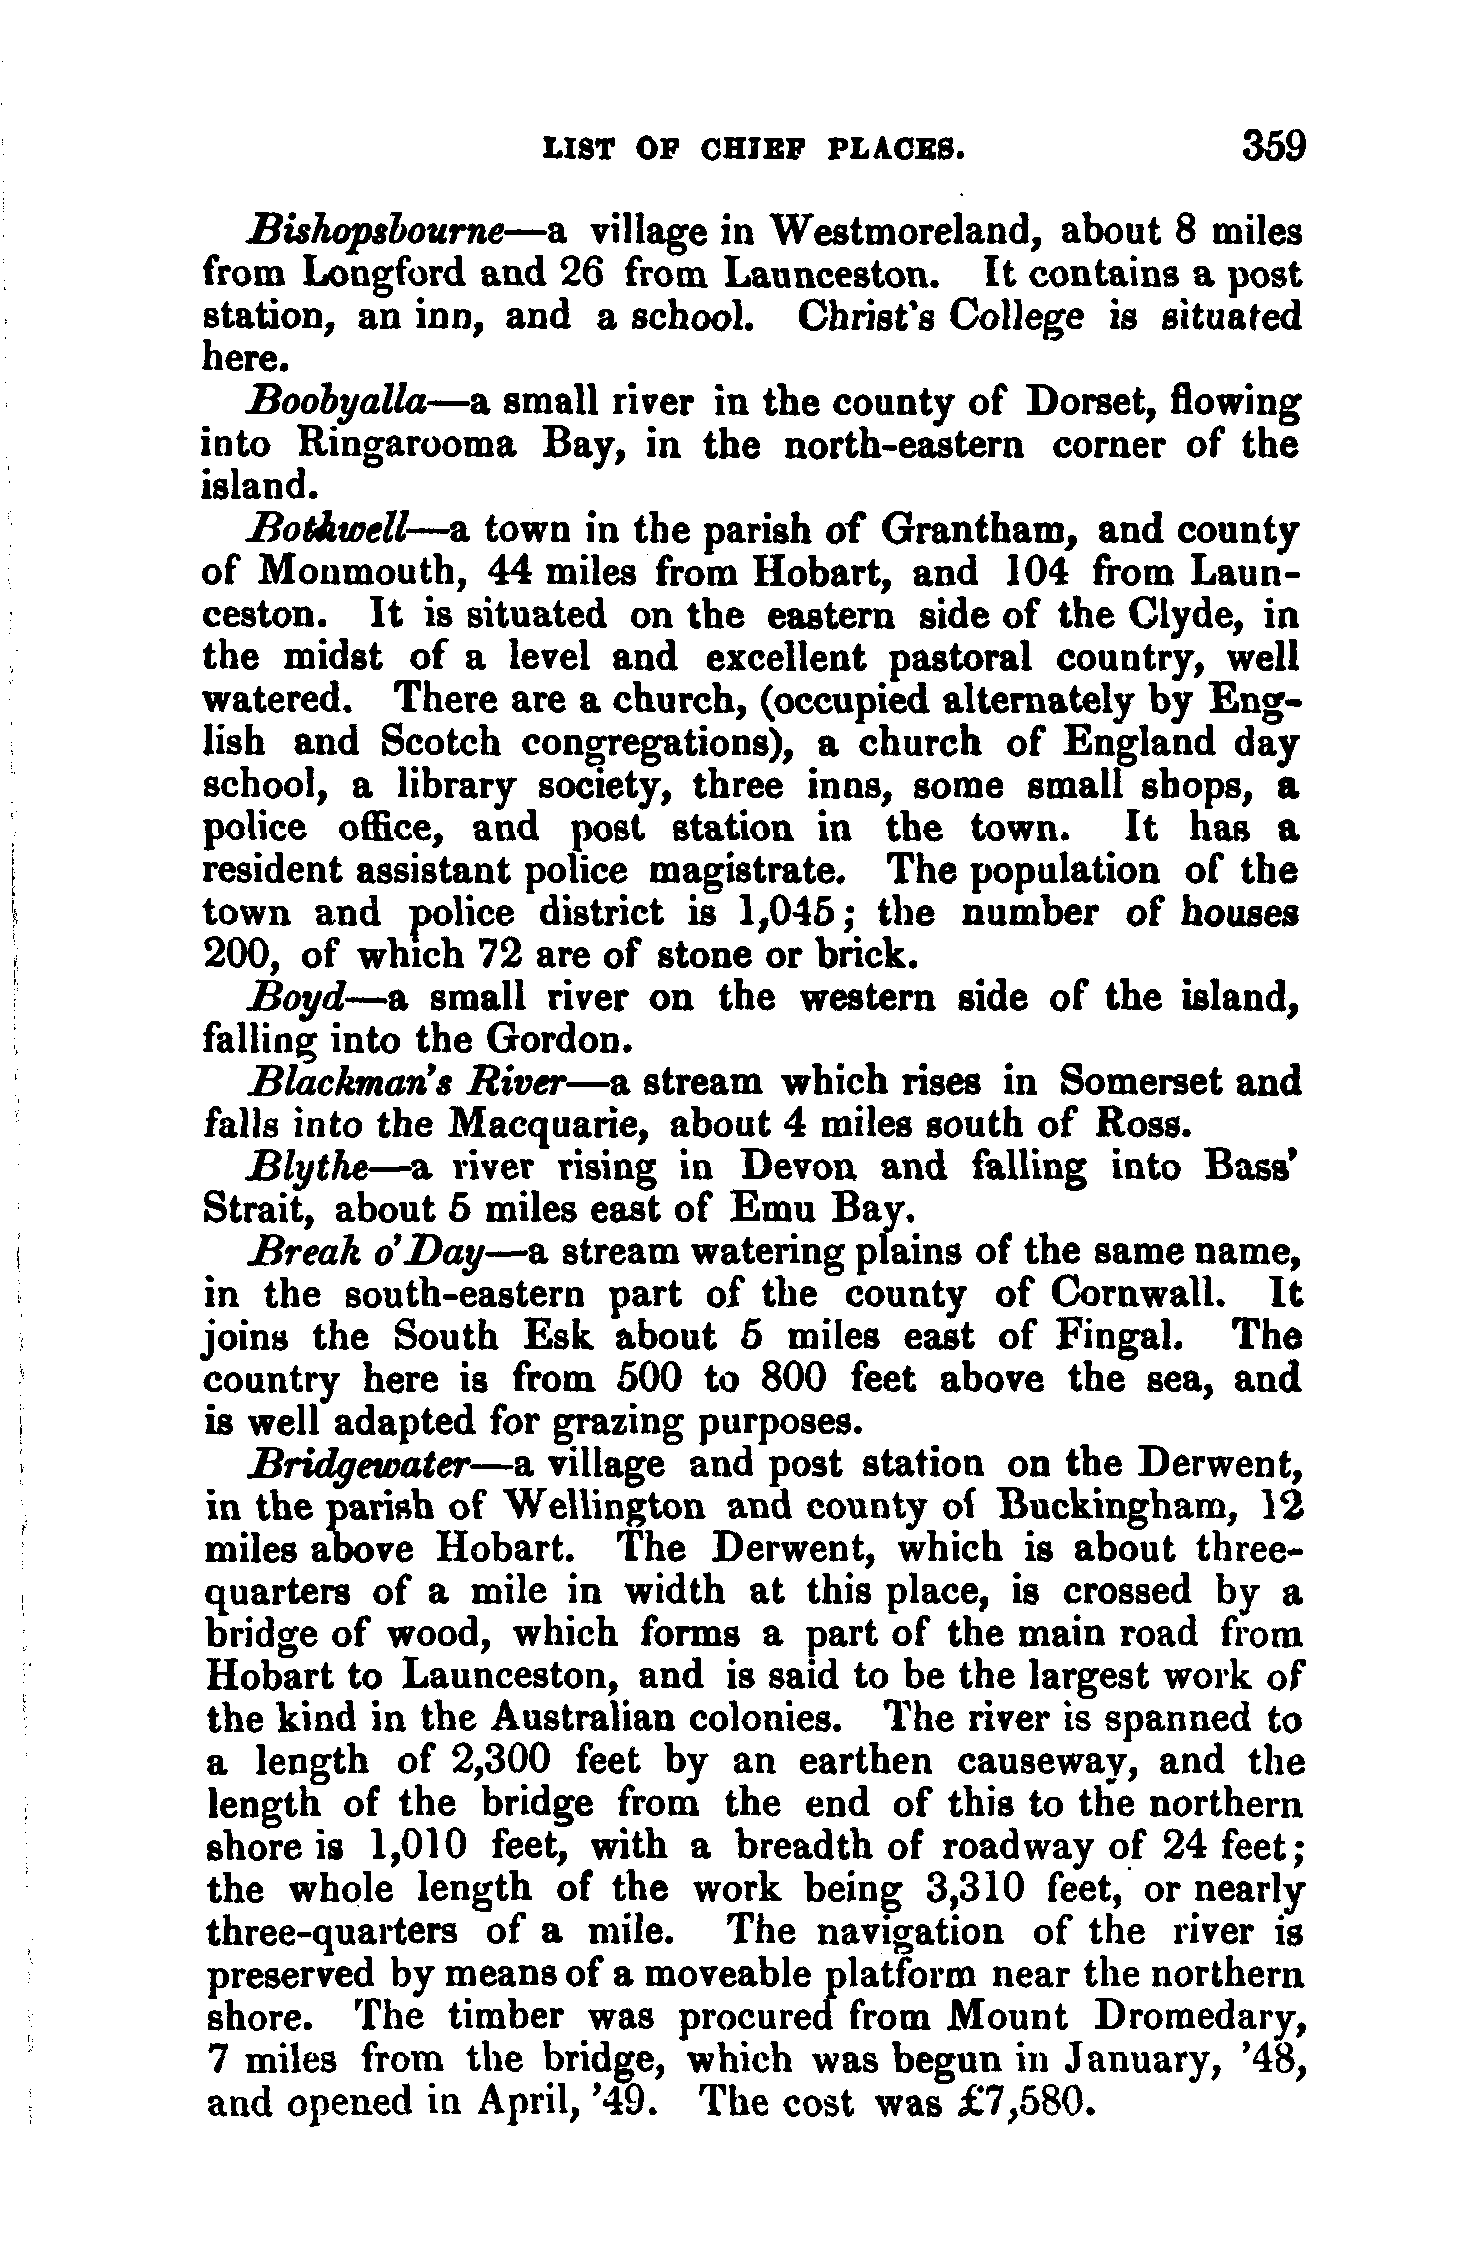 LIST OF CHIEF PLACES. 359
Bishopsbourne—a village in Westmoreland, about 8 miles
from Longford and 26 from Launceston. It contains a post
station, an inn, and a school. Christ's College is situated
here.
Boobyalla—a small river in the county of Dorset, flowing
into Ringarooma Bay, in the north-eastern corner of the
island.
Bothwell—a town in the parish of Grantham, and county
of Monmouth, 44 miles from Hobart, and 104 from Laun-
ceston. It is situated on the eastern side of the Clyde, in
the midst of a level and excellent pastoral country, well
watered. There are a church, (occupied alternately by Eng-
lish and Scotch congregations), a church of England day
school, a library society, three inns, some small shops, a
police office, and post station in the town. It has a
resident assistant police magistrate. The population of the
town and police district is 1,045; the number of houses
200, of which 72 are of stone or brick.
Boyd—a small river on the western side of the island,
falling into the Gordon.
Blackman's River—a stream which rises in Somerset and
falls into the Macquarie, about 4 miles south of Ross.
Blythe—a river rising in Devon and falling into Bass'
Strait, about 5 miles east of Emu Bay.
Break o'Day—a stream watering plains of the same name,
in the south-eastern part of the county of Cornwall. It
joins the South Esk about 5 miles east of Fingal. The
country here is from 500 to 800 feet above the sea, and
is well adapted for grazing purposes.
Bridgewater—a village and post station on the Derwent,
in the parish of Wellington and county of Buckingham, 12
miles above Hobart. The Derwent, which is about three-
quarters of a mile in width at this place, is crossed by a
bridge of wood, which forms a part of the main road from
Hobart to Launceston, and is said to be the largest work of
the kind in the Australian colonies. The river is spanned to
a length of 2,300 feet by an earthen causeway, and the
length of the bridge from the end of this to the northern
shore is 1,010 feet, with a breadth of roadway of 24 feet;
the whole length of the work being 3,310 feet, or nearly
three-quarters of a mile. The navigation of the river is
preserved by means of a moveable platform near the northern
shore. The timber was procured from Mount Dromedary,
7 miles from the bridge, which was begun in January, '48,
and opened in April, '49. The cost was £7,580.